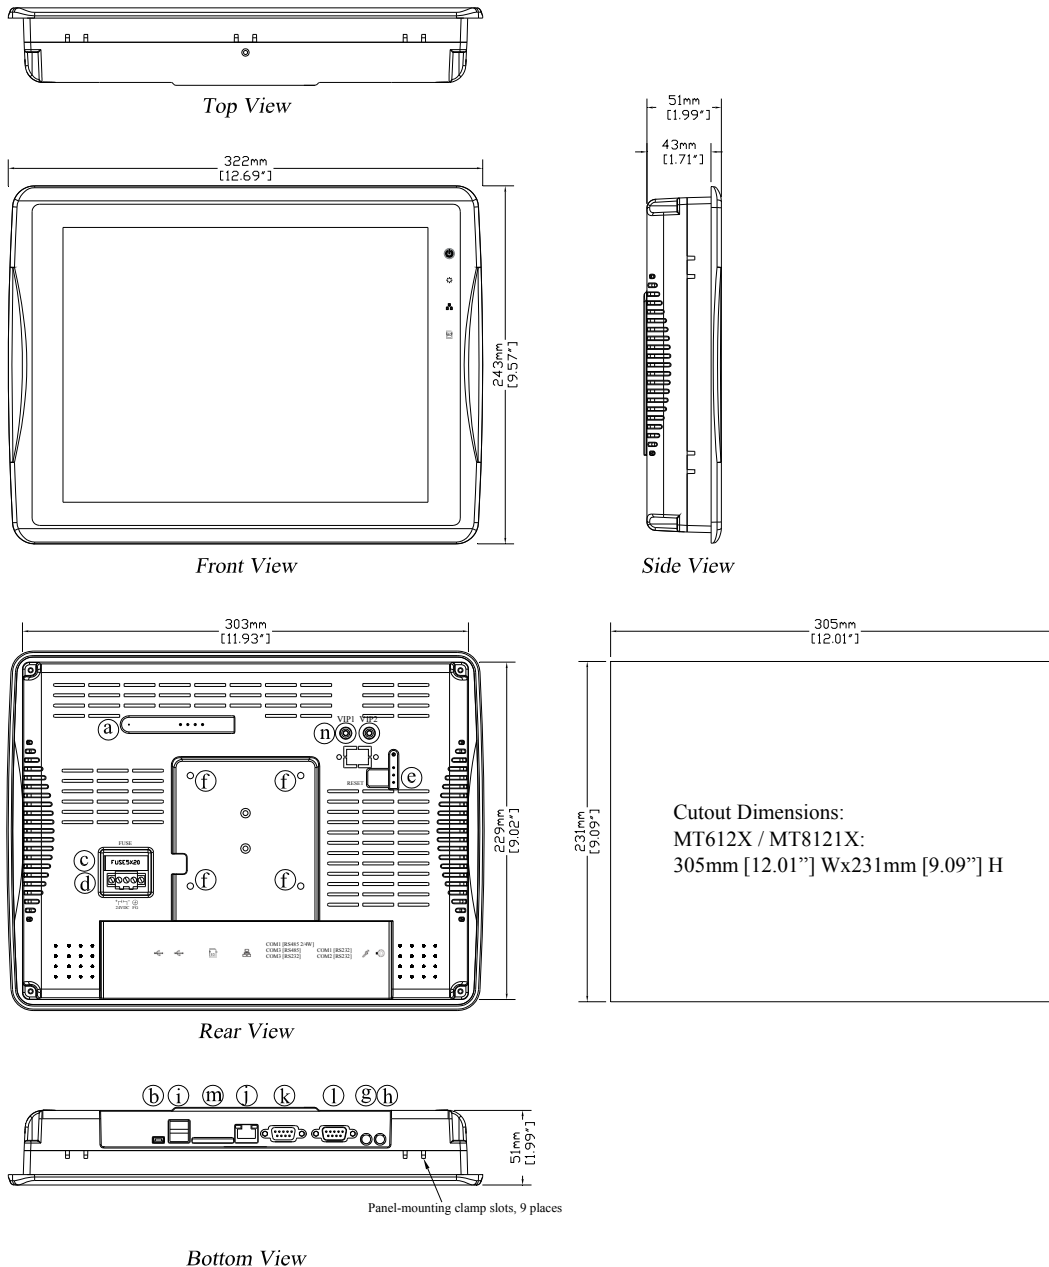 Top View
51mm
[1.99"]
43mm
[1.71"]
322mm
[12.69"]
243mm
[9.57"]
Front View
Side View
303mm
[11.93"]
305mm
[12.01"]
VIP1 VIP2
a
n
RESET
e
f
f
f
f
FUSE
c
FUSE5X20
d
24VDC FG
229mm
[9.02"]
231mm
[9.09"]
Cutout Dimensions:
MT612X / MT8121X:
305mm [12.01”] Wx231mm [9.09”] H
COM1 [RS485 2/4W]
COM3 [RS485]
COM3 [RS232]
COM1 [RS232]
COM2 [RS232]
Rear View
b i m j k l g h
51mm
[1.99"]
Panel-mounting clamp slots, 9 places
Bottom View